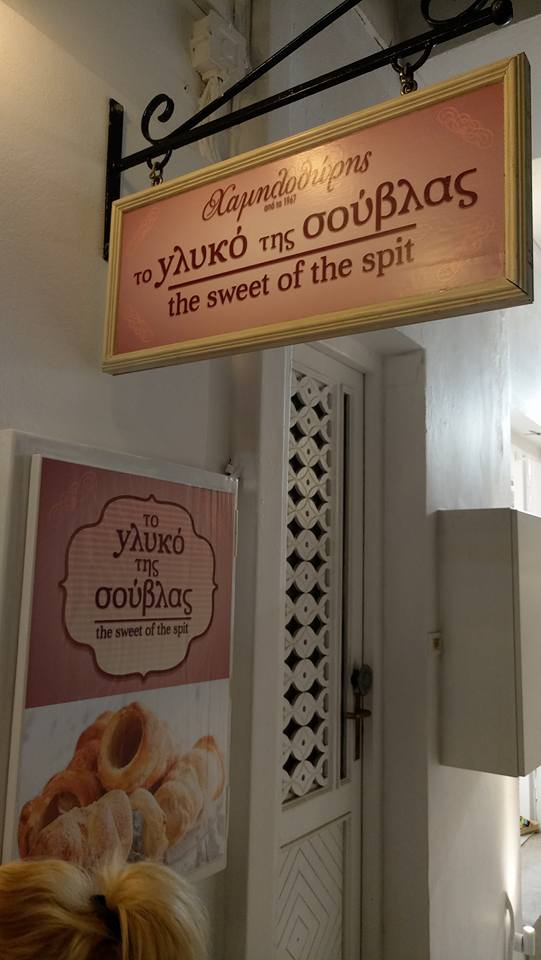 Χαμηλοθώρης
από το 1967
το γλυκό της σούβλας
the sweet of the spit
το
γλυκό
της
σούβλας
the sweet of the spit